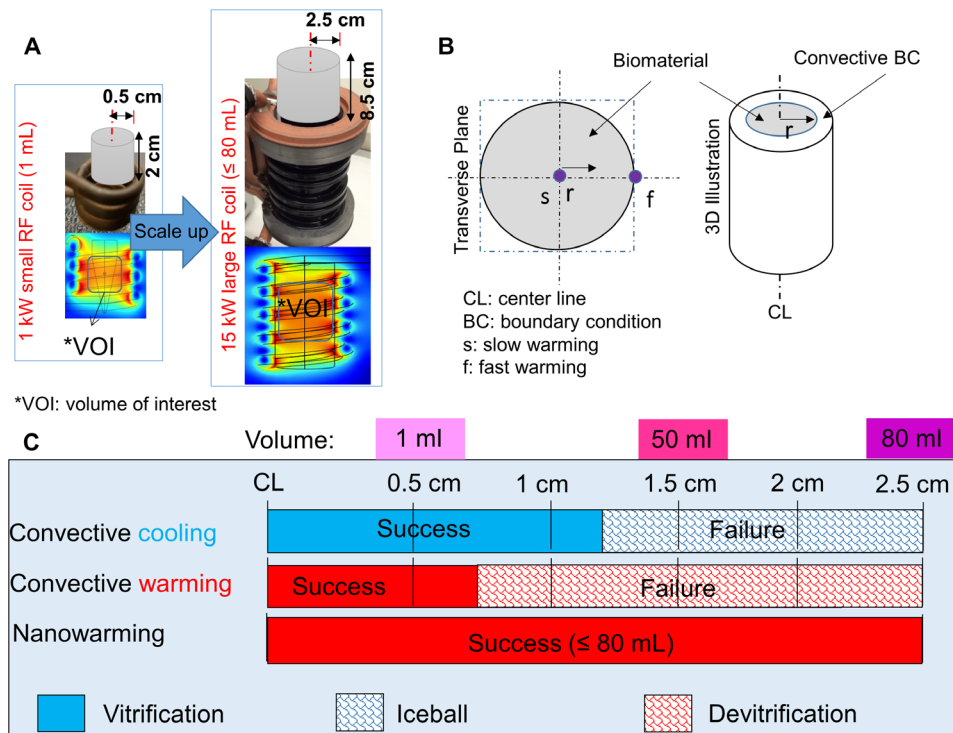 A
0.5 cm
2 cm
1 kW small RF coil (1 mL)
*VOI
Scale up
2.5 cm
8.5 cm
15 kW large RF coil (≤ 80 mL)
*VOI
*VOI: volume of interest
B
Biomaterial
Convective BC
Transverse Plane
s
r
f
3D Illustration
r
CL
CL: center line
BC: boundary condition
s: slow warming
f: fast warming
C
Volume:
1 ml
50 ml
80 ml
CL
0.5 cm
1 cm
1.5 cm
2 cm
2.5 cm
Convective cooling
Success
Failure
Convective warming
Success
Failure
Nanowarming
Success (≤ 80 mL)
Vitrification
Iceball
Devitrification